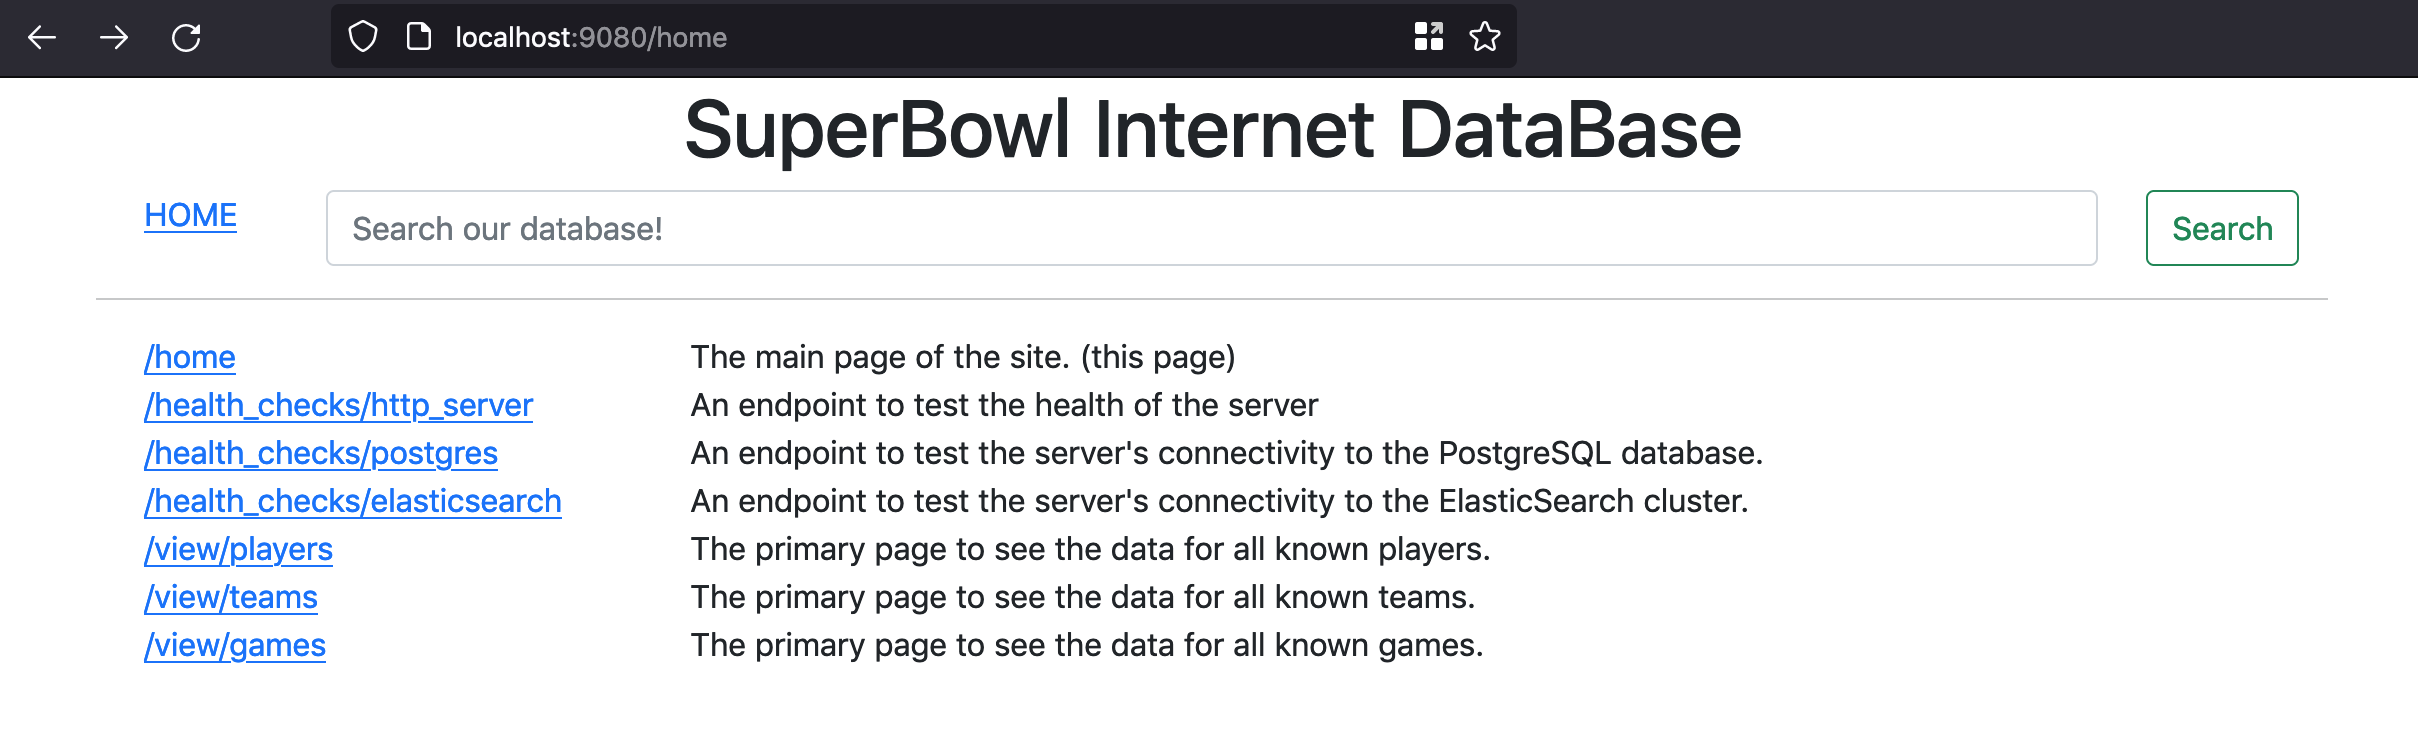 localhost:9080/home
SuperBowl Internet DataBase
HOME Search our database! Search
/home The main page of the site. (this page)
/health_checks/http_server An endpoint to test the health of the server
/health_checks/postgres An endpoint to test the server's connectivity to the PostgreSQL database.
/health_checks/elasticsearch An endpoint to test the server's connectivity to the ElasticSearch cluster.
/view/players The primary page to see the data for all known players.
/view/teams The primary page to see the data for all known teams.
/view/games The primary page to see the data for all known games.